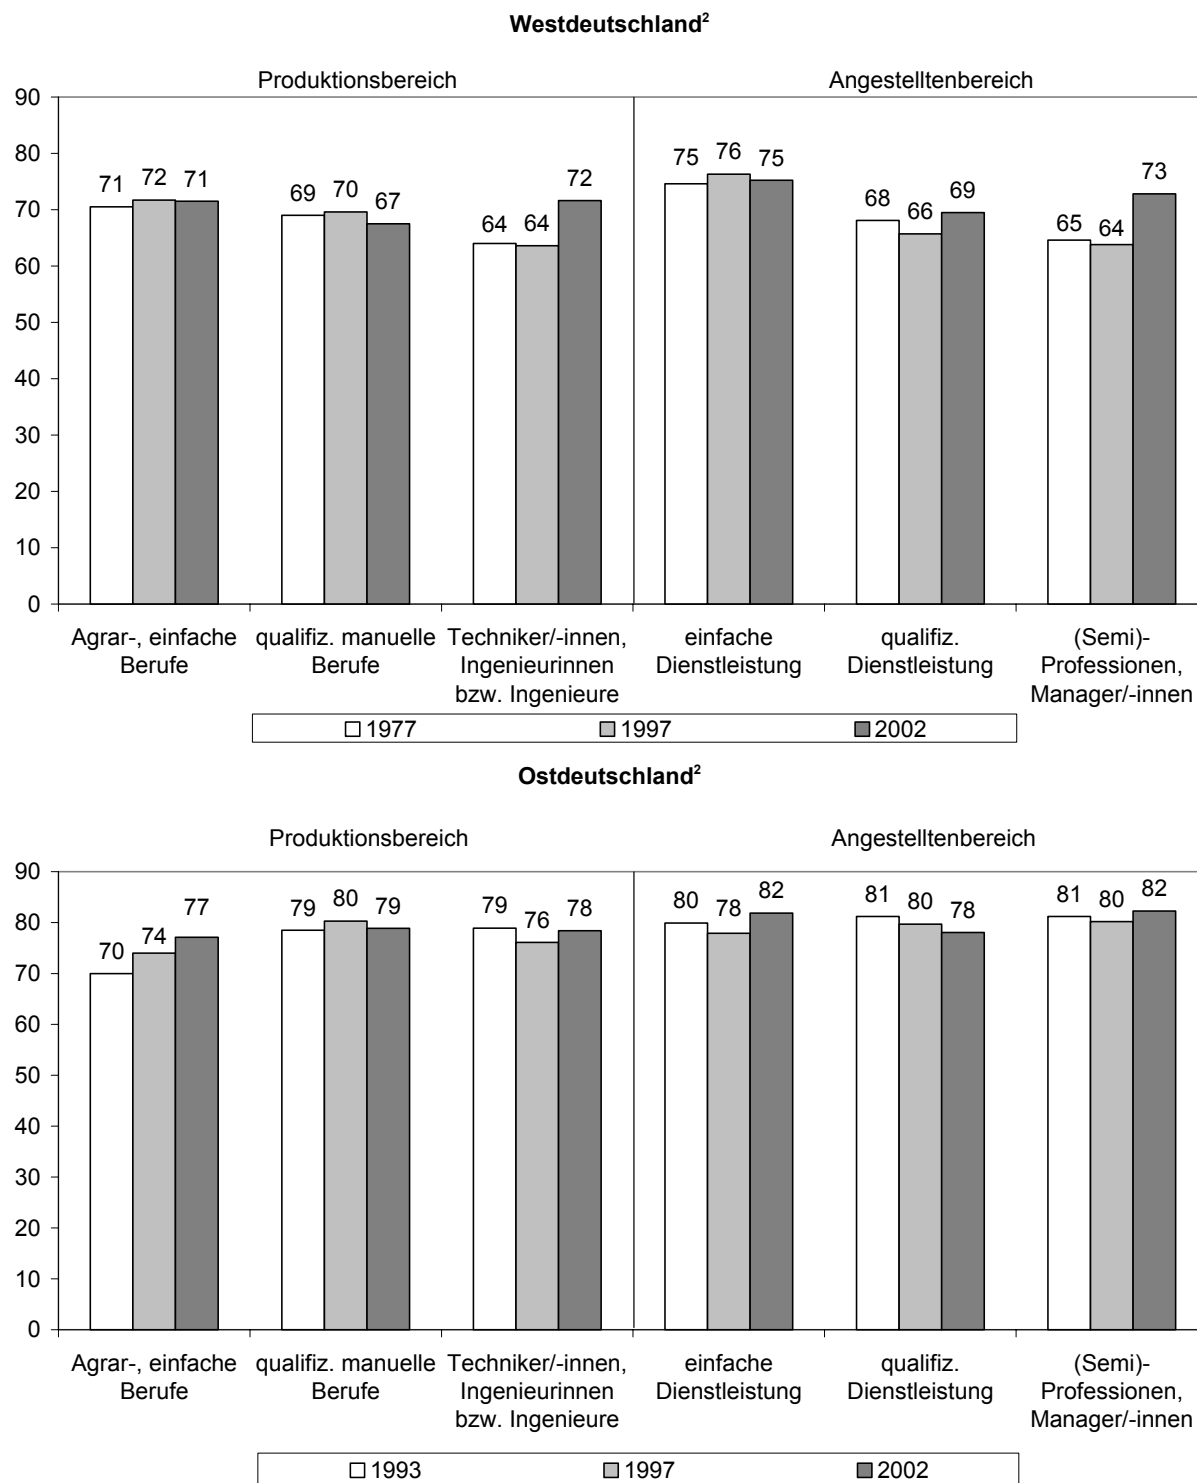 Westdeutschland²
Produktionsbereich Angestelltenbereich
90
80
70
60
50
40
30
20
10
0
71 72 71 69 70 67 64 64 72 75 76 75 68 66 69 65 64 73
Agrar-, einfache qualifiz. manuelle Techniker/-innen, einfache qualifiz. (Semi)-
Berufe Berufe Ingenieurinnen Dienstleistung Dienstleistung Professionen,
bzw. Ingenieure Manager/-innen
1977 1997 2002
Ostdeutschland²
Produktionsbereich Angestelltenbereich
90
80
70
60
50
40
30
20
10
0
70 74 77 79 80 79 79 76 78 80 78 82 81 80 78 81 80 82
Agrar-, einfache qualifiz. manuelle Techniker/-innen, einfache qualifiz. (Semi)-
Berufe Berufe Ingenieurinnen Dienstleistung Dienstleistung Professionen,
bzw. Ingenieure Manager/-innen
1993 1997 2002